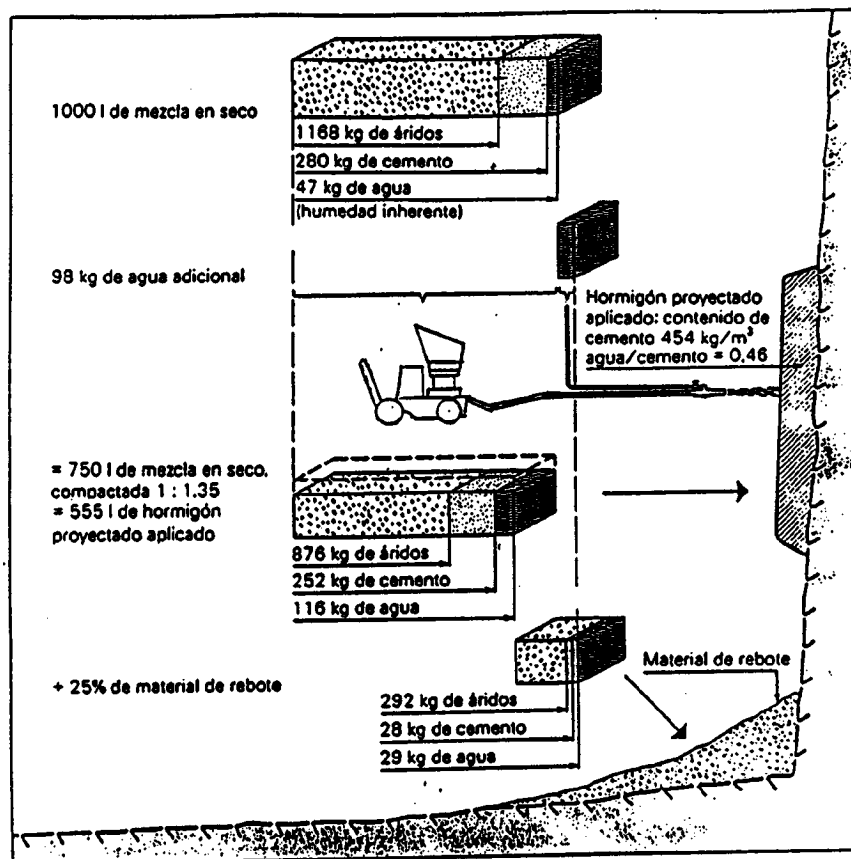 1000 l de mezcla en seco
1168 kg de áridos
280 kg de cemento
47 kg de agua
(humedad inherente)
98 kg de agua adicional
Hormigón proyectado
aplicado: contenido de
cemento 454 kg/m³
agua/cemento = 0,46
= 750 l de mezcla en seco,
compactada 1 : 1.35
= 555 l de hormigón
proyectado aplicado
876 kg de áridos
252 kg de cemento
116 kg de agua
Material de rebote
+ 25% de material de rebote
292 kg de áridos
28 kg de cemento
29 kg de agua